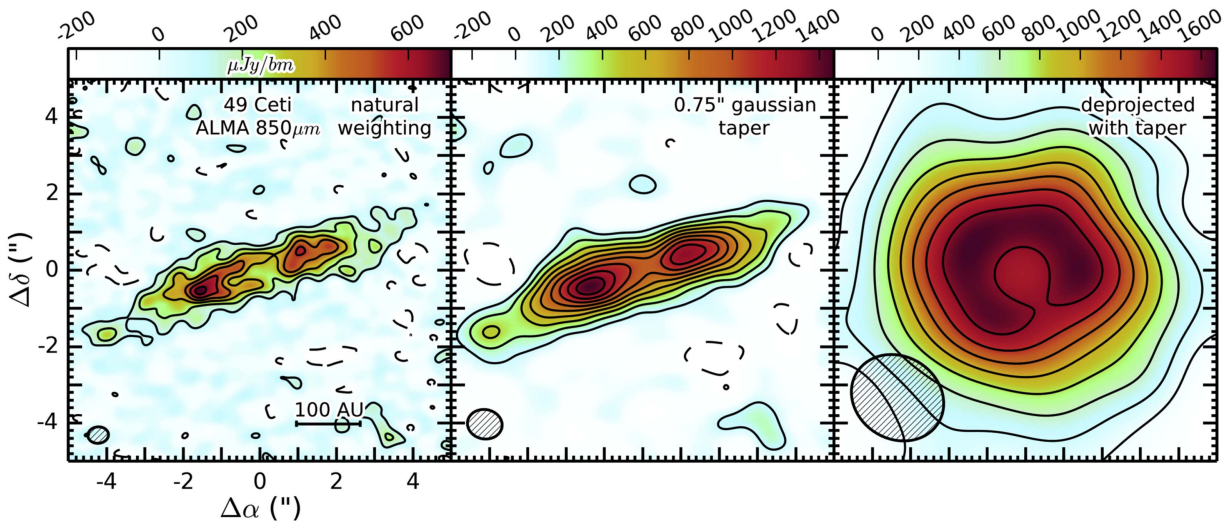 -200 0 200 400 600
-200 0 200 400 600 800 1000 1200 1400
0 200 400 600 800 1000 1200 1400 1600
μJy/bm
49 Ceti natural
ALMA 850μm weighting
0.75" gaussian
taper
deprojected
with taper
4
2
0
-2
-4
Δδ (")
100 AU
-4 -2 0 2 4
Δα (")